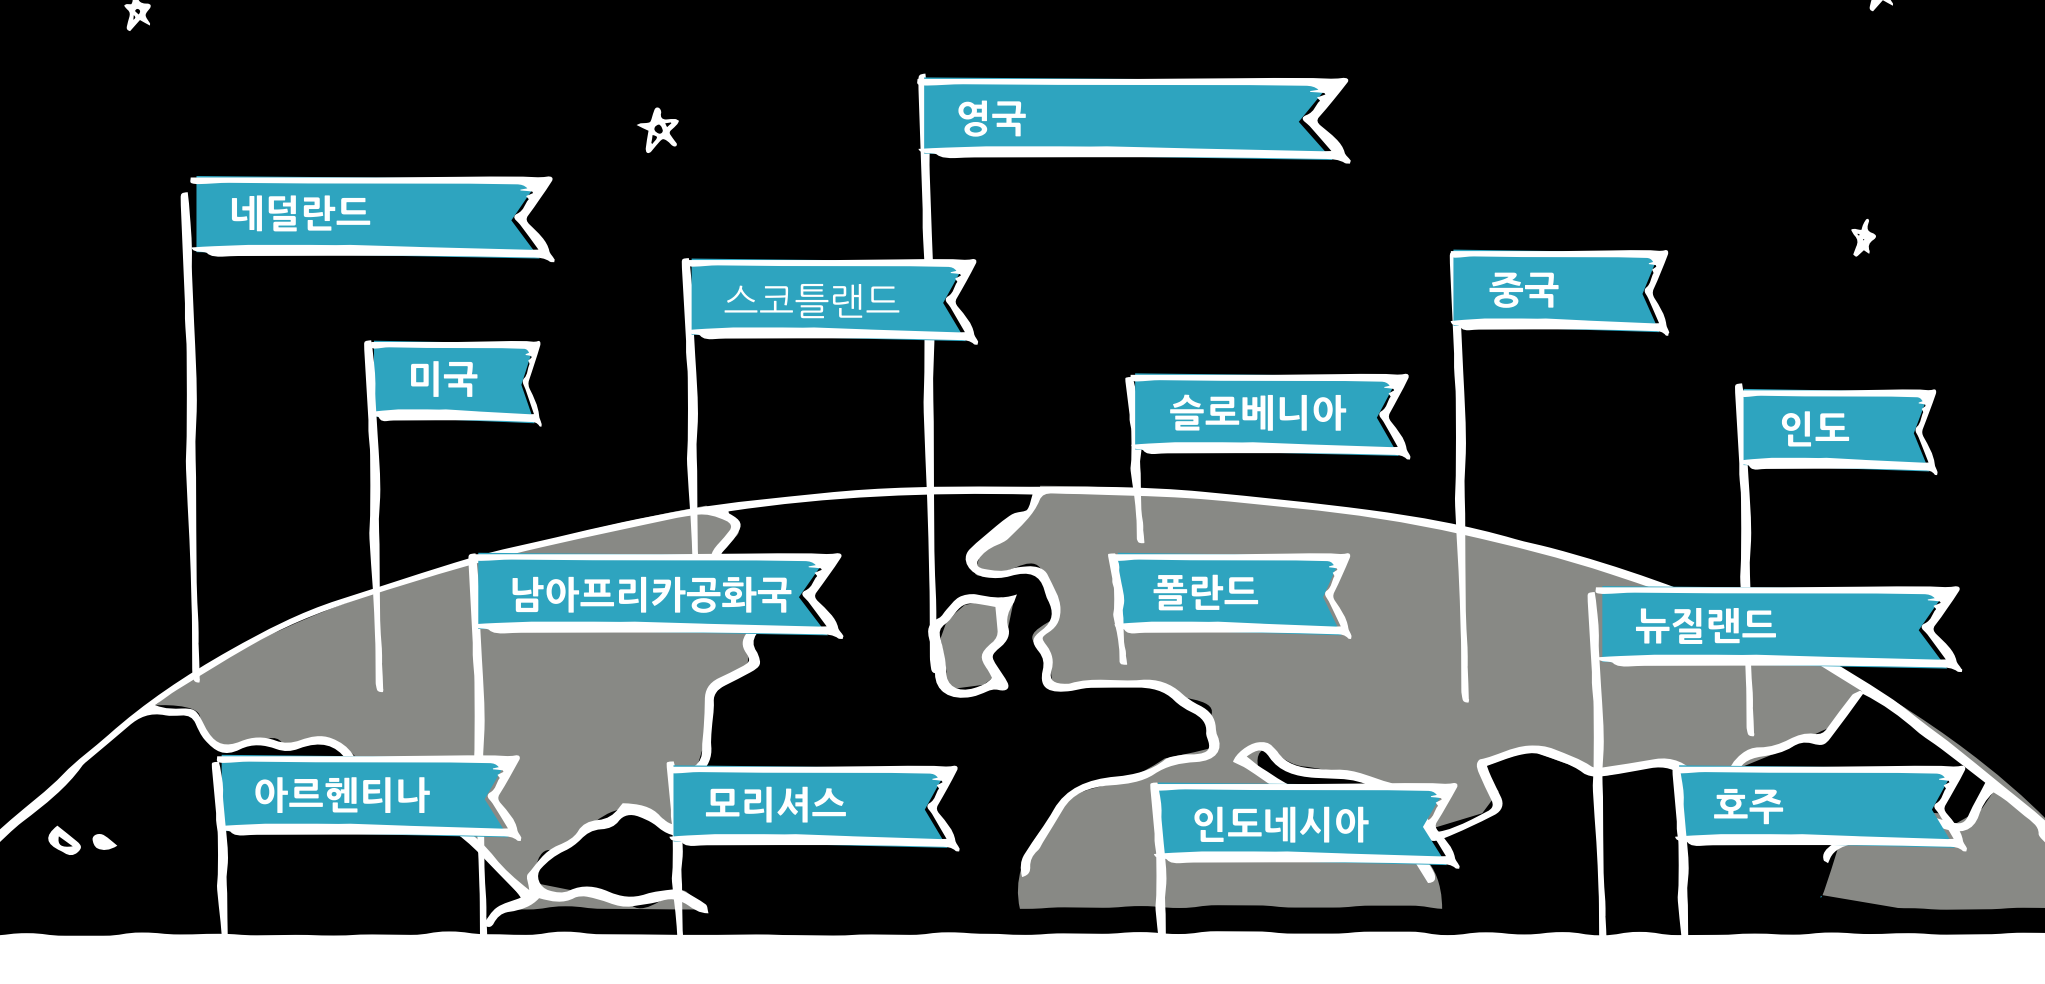 영국
네덜란드
스코틀랜드
중국
미국
슬로베니아
인도
남아프리카공화국
폴란드
뉴질랜드
아르헨티나
모리셔스
인도네시아
호주